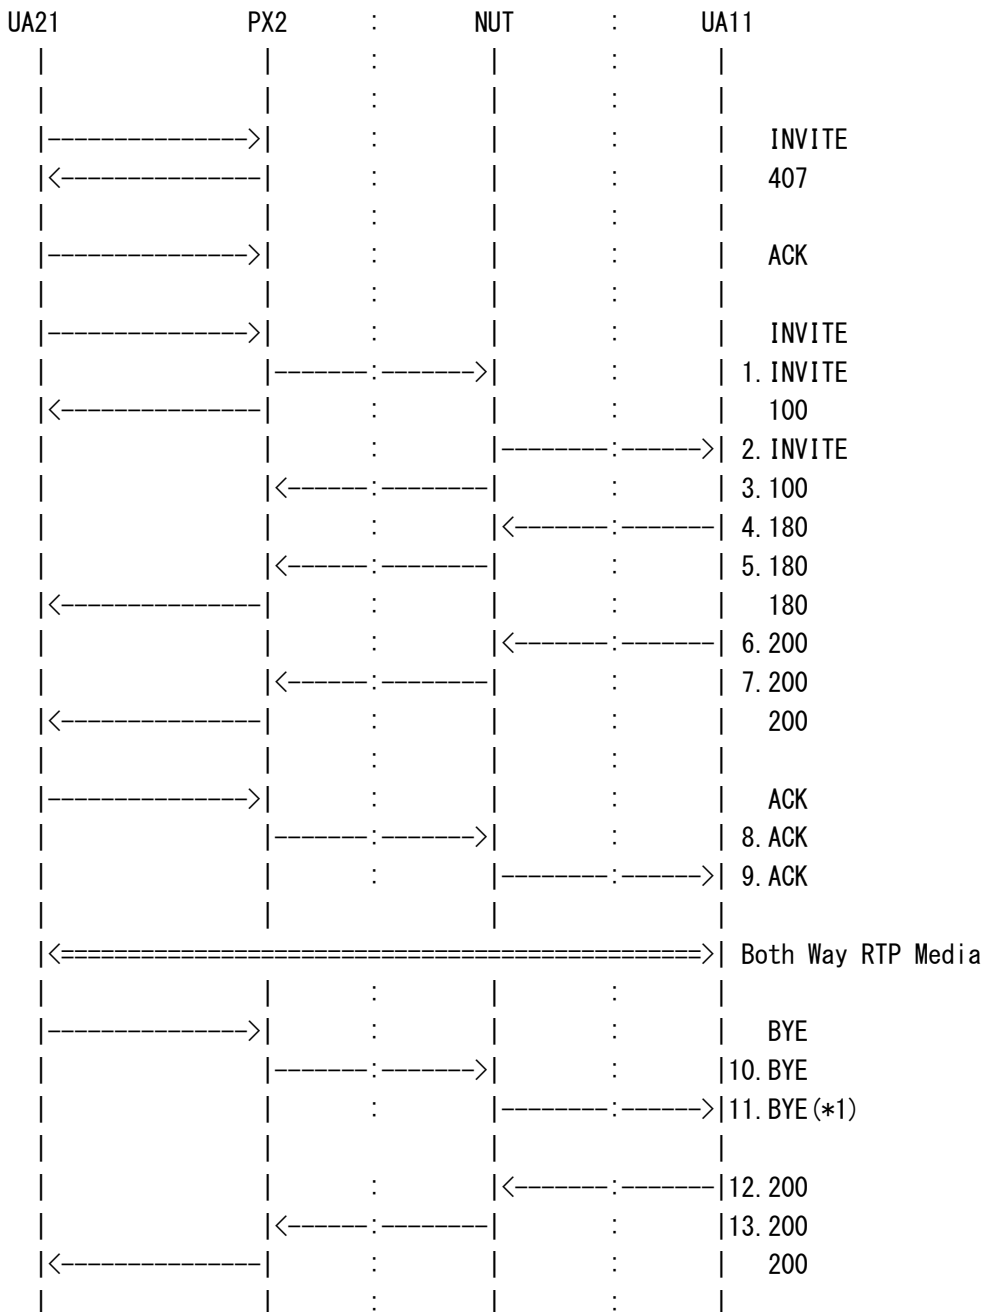 UA21 PX2 : NUT : UA11
| | : | : |
| | : | : |
|--------------->| : | : | INVITE
|<---------------| : | : | 407
| | : | : |
|--------------->| : | : | ACK
| | : | : |
|--------------->| : | : | INVITE
| |-------:------->| : | 1.INVITE
|<---------------| : | : | 100
| | : |--------:------>| 2.INVITE
| |<------:--------| : | 3.100
| | : |<-------:-------| 4.180
| |<------:--------| : | 5.180
|<---------------| : | : | 180
| | : |<-------:-------| 6.200
| |<------:--------| : | 7.200
|<---------------| : | : | 200
| | : | : |
|--------------->| : | : | ACK
| |-------:------->| : | 8.ACK
| | : |--------:------>| 9.ACK
| | | |
|<================================================>| Both Way RTP Media
| | : | : |
|--------------->| : | : | BYE
| |-------:------->| : |10.BYE
| | : |--------:------>|11.BYE(*1)
| | | |
| | : |<-------:-------|12.200
| |<------:--------| : |13.200
|<---------------| : | : | 200
| | : | : |